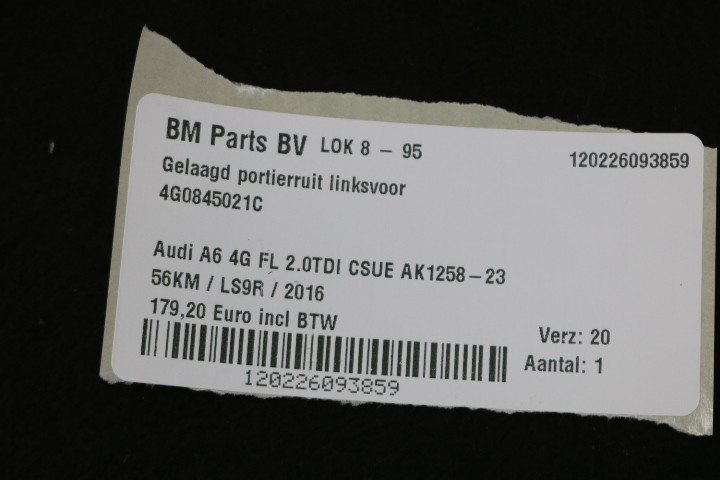 BM Parts BV LOK 8 - 95 120226093859
Gelaagd portierruit linksvoor
4G0845021C
Audi A6 4G FL 2.0TDI CSUE AK1258-23
56KM / LS9R / 2016
179,20 Euro incl BTW
Verz: 20
Aantal: 1
120226093859